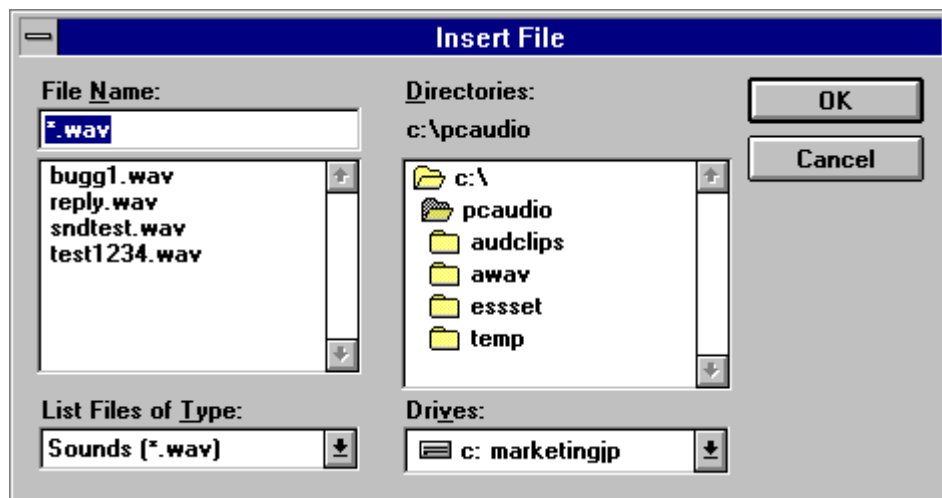 Insert File
File Name:
*.wav
bugg1.wav
reply.wav
sndtest.wav
test1234.wav
List Files of Type:
Sounds (*.wav)
Directories:
c:\pcaudio
c:\
pcaudio
audclips
awav
essset
temp
Drives:
c: marketingjp
OK
Cancel